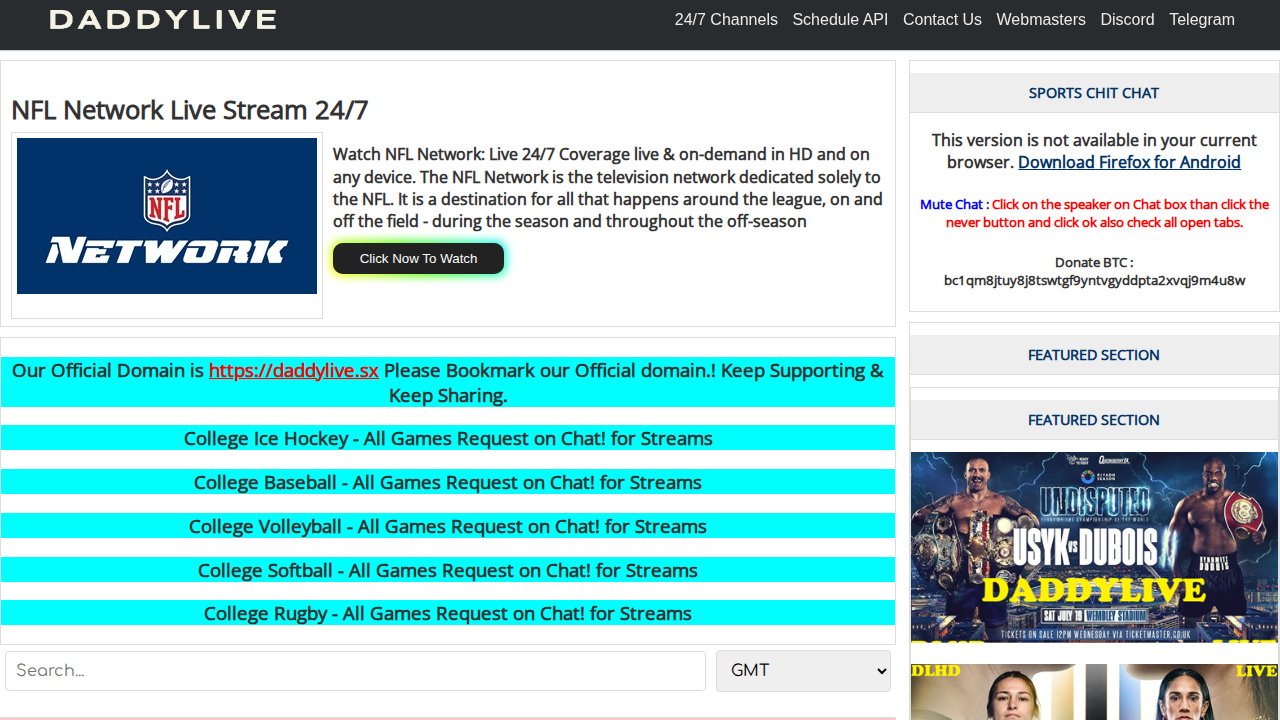 DADDYLIVE
24/7 Channels Schedule API Contact Us Webmasters Discord Telegram
NFL Network Live Stream 24/7
NFL
NETWORK
Watch NFL Network: Live 24/7 Coverage live & on-demand in HD and on
any device. The NFL Network is the television network dedicated solely to
the NFL. It is a destination for all that happens around the league, on and
off the field - during the season and throughout the off-season
Click Now To Watch
Our Official Domain is https://daddylive.sx Please Bookmark our Official domain.! Keep Supporting &
Keep Sharing.
College Ice Hockey - All Games Request on Chat! for Streams
College Baseball - All Games Request on Chat! for Streams
College Volleyball - All Games Request on Chat! for Streams
College Softball - All Games Request on Chat! for Streams
College Rugby - All Games Request on Chat! for Streams
Search...
GMT
SPORTS CHIT CHAT
This version is not available in your current
browser. Download Firefox for Android
Mute Chat : Click on the speaker on Chat box than click the
never button and click ok also check all open tabs.
Donate BTC :
bc1qm8jtuy8j8tswtgf9yntvgyddpta2xvqj9m4u8w
FEATURED SECTION
FEATURED SECTION
RIYADH
SEASON
UNDISPUTED
USYK VS DUBOIS
DADDYLIVE
SAT JULY 19 WEMBLEY STADIUM
TICKETS ON SALE 12PM WEDNESDAY VIA TICKETMASTER.CO.UK
DLHD LIVE